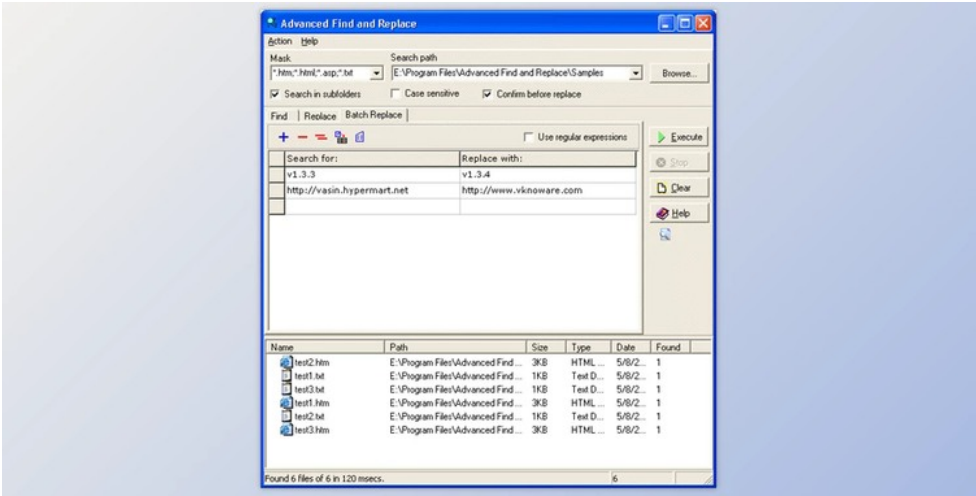 Advanced Find and Replace
Action Help
Mask Search path
*.htm;*.html;*.asp;*.txt E:\Program Files\Advanced Find and Replace\Samples Browse...
Search in subfolders Case sensitive Confirm before replace
Find Replace Batch Replace
Use regular expressions Execute
Search for: Replace with: Stop
v1.3.3 v1.3.4
http://vasin.hypermart.net http://www.vknoware.com Clear
Help
Name Path Size Type Date Found
test2.htm E:\Program Files\Advanced Find ... 3KB HTML ... 5/8/2... 1
test1.txt E:\Program Files\Advanced Find ... 1KB Text D... 5/8/2... 1
test3.txt E:\Program Files\Advanced Find ... 1KB Text D... 5/8/2... 1
test1.htm E:\Program Files\Advanced Find ... 3KB HTML ... 5/8/2... 1
test2.txt E:\Program Files\Advanced Find ... 1KB Text D... 5/8/2... 1
test3.htm E:\Program Files\Advanced Find ... 3KB HTML ... 5/8/2... 1
Found 6 files of 6 in 120 msecs. 6